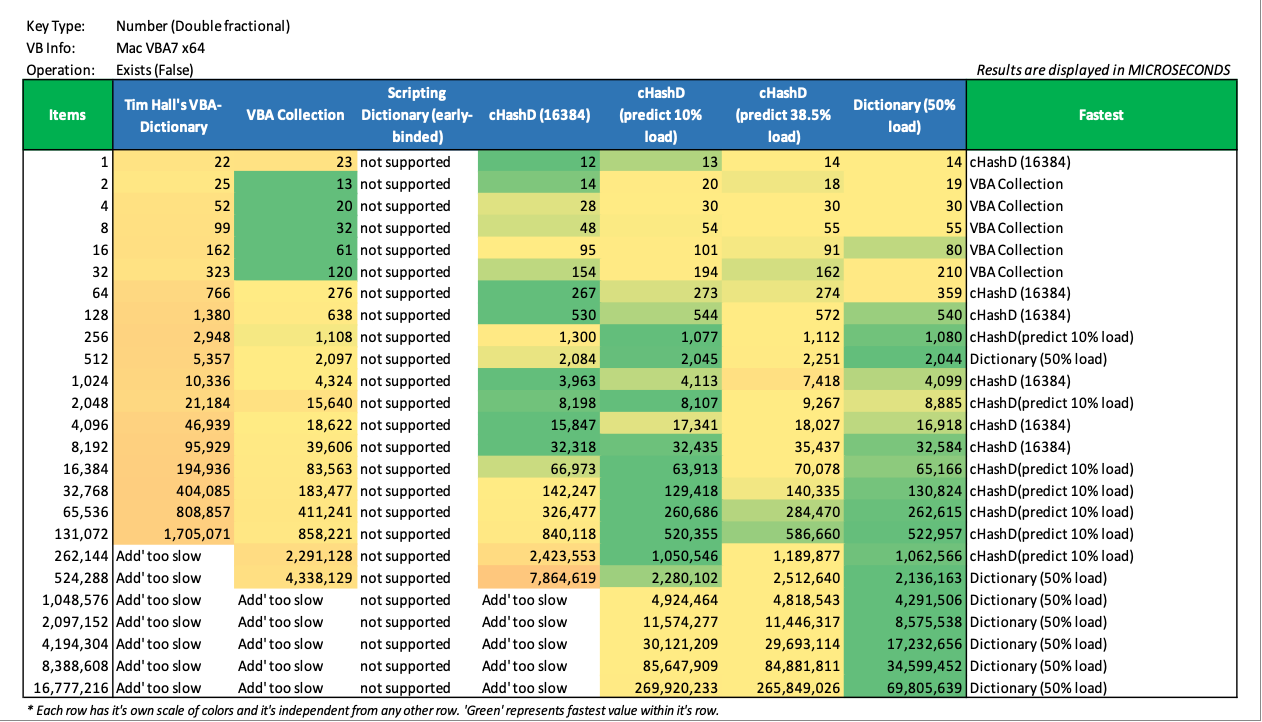 Key Type: Number (Double fractional)
VB Info: Mac VBA7 x64
Operation: Exists (False)
Results are displayed in MICROSECONDS
Items Tim Hall's VBA-Dictionary VBA Collection Scripting Dictionary (early-binded) cHashD (16384) cHashD (predict 10% load) cHashD (predict 38.5% load) Dictionary (50% load) Fastest
1 22 23 not supported 12 13 14 14 cHashD (16384)
2 25 13 not supported 14 20 18 19 VBA Collection
4 52 20 not supported 28 30 30 30 VBA Collection
8 99 32 not supported 48 54 55 55 VBA Collection
16 162 61 not supported 95 101 91 80 VBA Collection
32 323 120 not supported 154 194 162 210 VBA Collection
64 766 276 not supported 267 273 274 359 cHashD (16384)
128 1,380 638 not supported 530 544 572 540 cHashD (16384)
256 2,948 1,108 not supported 1,300 1,077 1,112 1,080 cHashD(predict 10% load)
512 5,357 2,097 not supported 2,084 2,045 2,251 2,044 Dictionary (50% load)
1,024 10,336 4,324 not supported 3,963 4,113 7,418 4,099 cHashD (16384)
2,048 21,184 15,640 not supported 8,198 8,107 9,267 8,885 cHashD(predict 10% load)
4,096 46,939 18,622 not supported 15,847 17,341 18,027 16,918 cHashD (16384)
8,192 95,929 39,606 not supported 32,318 32,435 35,437 32,584 cHashD (16384)
16,384 194,936 83,563 not supported 66,973 63,913 70,078 65,166 cHashD(predict 10% load)
32,768 404,085 183,477 not supported 142,247 129,418 140,335 130,824 cHashD(predict 10% load)
65,536 808,857 411,241 not supported 326,477 260,686 284,470 262,615 cHashD(predict 10% load)
131,072 1,705,071 858,221 not supported 840,118 520,355 586,660 522,957 cHashD(predict 10% load)
262,144 Add' too slow 2,291,128 not supported 2,423,553 1,050,546 1,189,877 1,062,566 cHashD(predict 10% load)
524,288 Add' too slow 4,338,129 not supported 7,864,619 2,280,102 2,512,640 2,136,163 Dictionary (50% load)
1,048,576 Add' too slow Add' too slow not supported Add' too slow 4,924,464 4,818,543 4,291,506 Dictionary (50% load)
2,097,152 Add' too slow Add' too slow not supported Add' too slow 11,574,277 11,446,317 8,575,538 Dictionary (50% load)
4,194,304 Add' too slow Add' too slow not supported Add' too slow 30,121,209 29,693,114 17,232,656 Dictionary (50% load)
8,388,608 Add' too slow Add' too slow not supported Add' too slow 85,647,909 84,881,811 34,599,452 Dictionary (50% load)
16,777,216 Add' too slow Add' too slow not supported Add' too slow 269,920,233 265,849,026 69,805,639 Dictionary (50% load)
* Each row has it's own scale of colors and it's independent from any other row. 'Green' represents fastest value within it's row.